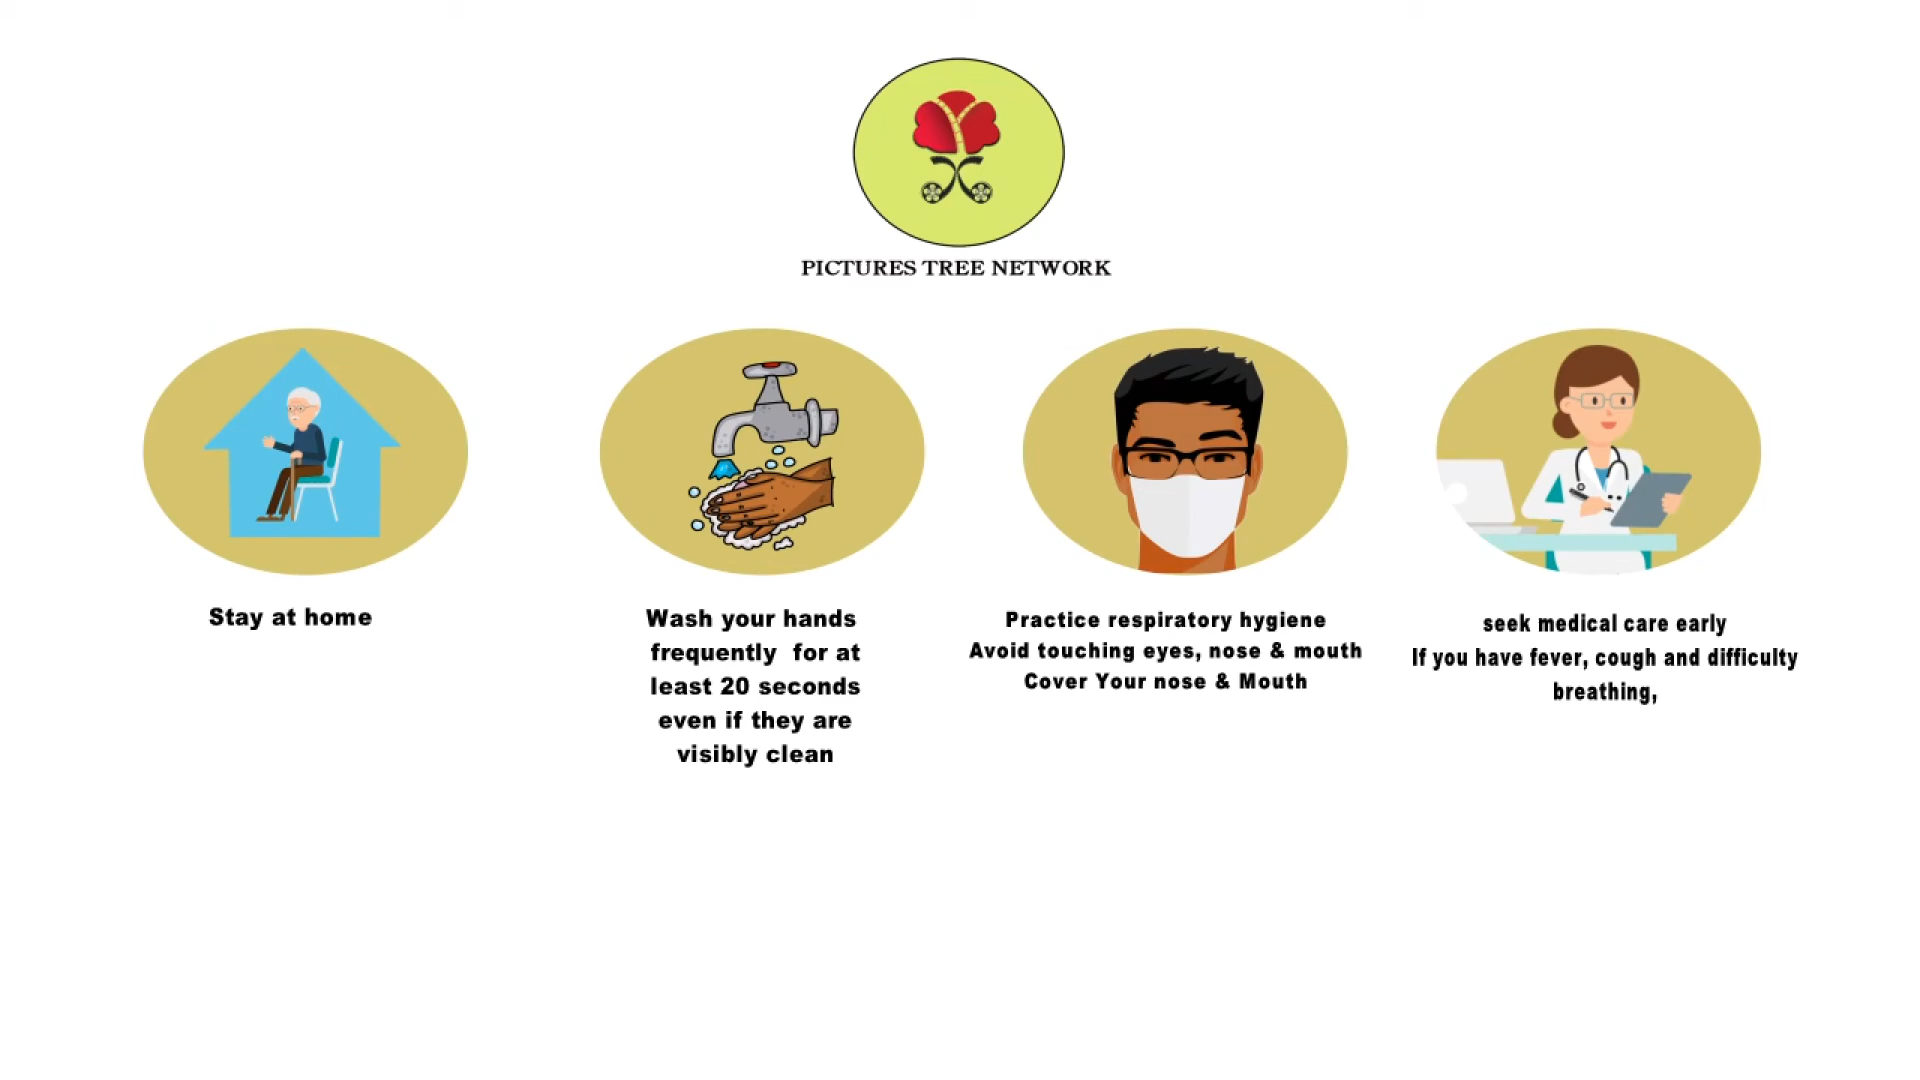 PICTURES TREE NETWORK
Stay at home
Wash your hands
frequently for at
least 20 seconds
even if they are
visibly clean
Practice respiratory hygiene
Avoid touching eyes, nose & mouth
Cover Your nose & Mouth
seek medical care early
If you have fever, cough and difficulty
breathing,